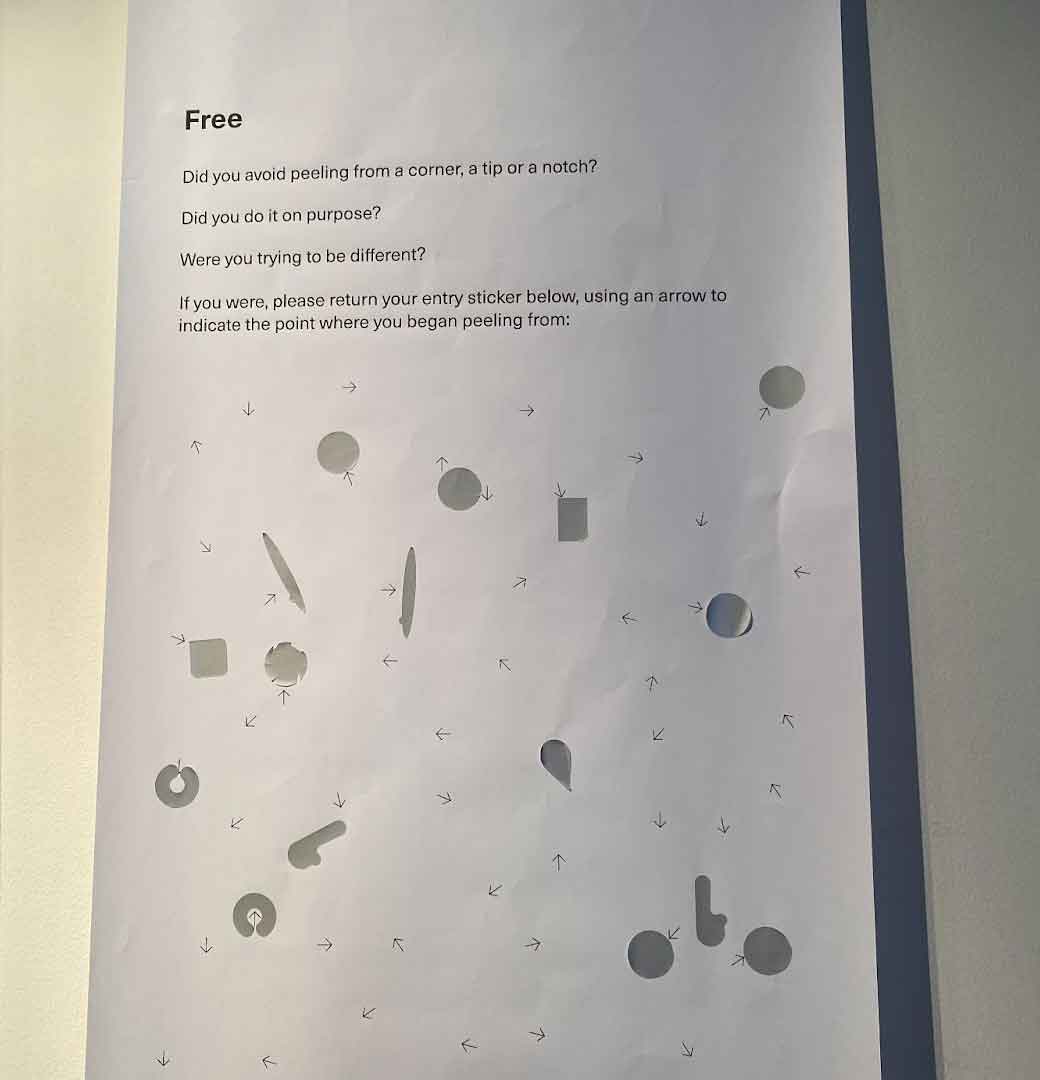 Free
Did you avoid peeling from a corner, a tip or a notch?
Did you do it on purpose?
Were you trying to be different?
If you were, please return your entry sticker below, using an arrow to
indicate the point where you began peeling from: